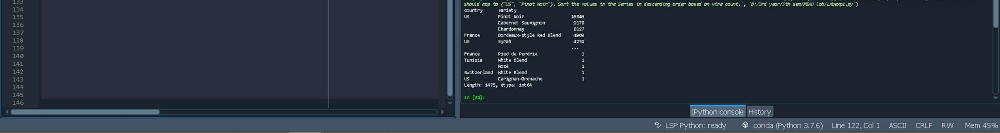 133
134
135
136
137
138
139
140
141
142
143
144
145
146
should map to {"US", "Pinot Noir"}. Sort the values in the Series in descending order based on wine count.', 'B:/3rd year/5th sem/P&AD lab/LAbexp1.py')
country variety
US Pinot Noir 10340
Cabernet Sauvignon 9178
Chardonnay 8127
France Bordeaux-style Red Blend 4960
US Syrah 4274
...
France Pied de Perdrix 1
Tunisia White Blend 1
Rosé 1
Switzerland White Blend 1
US Carignan-Grenache 1
Length: 1475, dtype: int64
In [21]:
IPython console History
LSP Python: ready conda (Python 3.7.6) Line 122, Col 1 ASCII CRLF RW Mem 45%